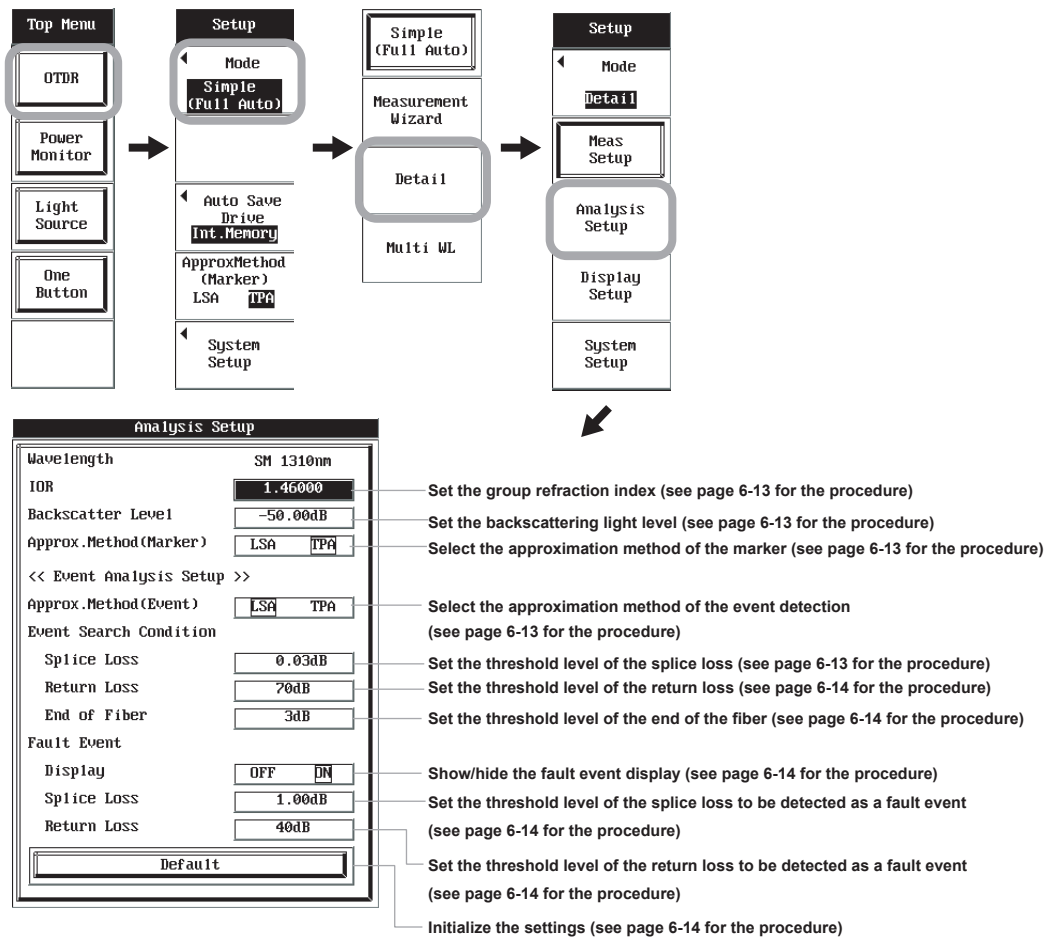 Top Menu
OTDR
Power
Monitor
Light
Source
One
Button
Setup
Mode
Simple
(Full Auto)
Auto Save
Drive
Int.Memory
ApproxMethod
(Marker)
LSA TPA
System
Setup
Simple
(Full Auto)
Measurement
Wizard
Detail
Multi WL
Setup
Mode
Detail
Meas
Setup
Analysis
Setup
Display
Setup
System
Setup
Analysis Setup
Wavelength SM 1310nm
IOR 1.46000 Set the group refraction index (see page 6-13 for the procedure)
Backscatter Level -50.00dB Set the backscattering light level (see page 6-13 for the procedure)
Approx.Method(Marker) LSA TPA Select the approximation method of the marker (see page 6-13 for the procedure)
<< Event Analysis Setup >>
Approx.Method(Event) LSA TPA Select the approximation method of the event detection
(see page 6-13 for the procedure)
Event Search Condition
Splice Loss 0.03dB Set the threshold level of the splice loss (see page 6-13 for the procedure)
Return Loss 70dB Set the threshold level of the return loss (see page 6-14 for the procedure)
End of Fiber 3dB Set the threshold level of the end of the fiber (see page 6-14 for the procedure)
Fault Event
Display OFF ON Show/hide the fault event display (see page 6-14 for the procedure)
Splice Loss 1.00dB Set the threshold level of the splice loss to be detected as a fault event
(see page 6-14 for the procedure)
Return Loss 40dB
Set the threshold level of the return loss to be detected as a fault event
(see page 6-14 for the procedure)
Default
Initialize the settings (see page 6-14 for the procedure)